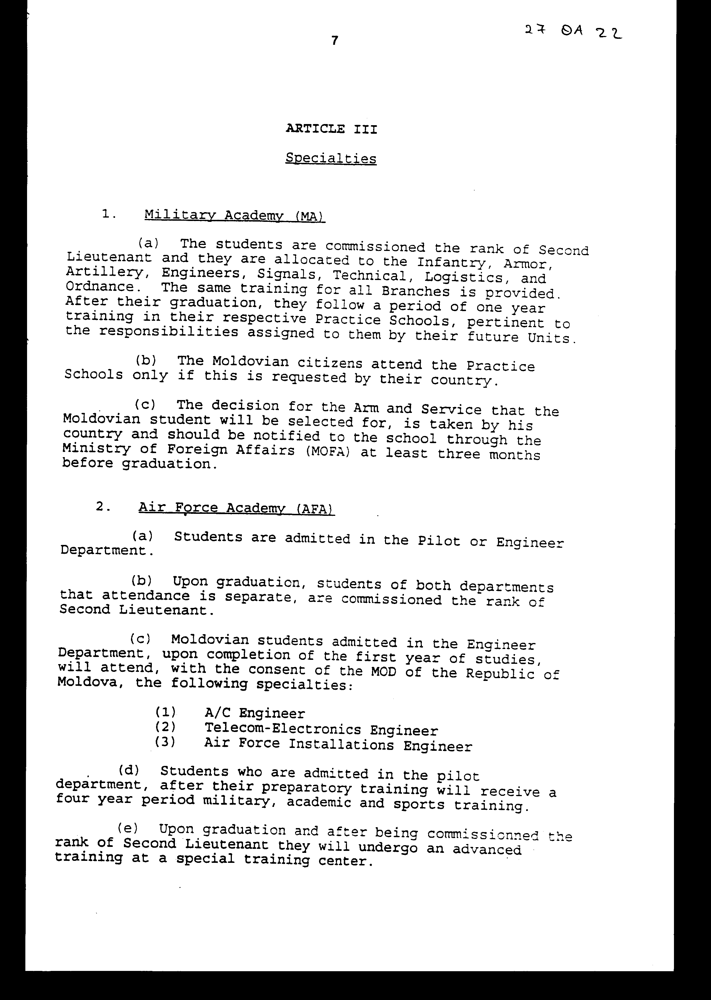 27 ΘA 22
7
ARTICLE III
Specialties
1. Military Academy (MA)
(a) The students are commissioned the rank of Second
Lieutenant and they are allocated to the Infantry, Armor,
Artillery, Engineers, Signals, Technical, Logistics, and
Ordnance. The same training for all Branches is provided.
After their graduation, they follow a period of one year
training in their respective Practice Schools, pertinent to
the responsibilities assigned to them by their future Units.
(b) The Moldovian citizens attend the Practice
Schools only if this is requested by their country.
(c) The decision for the Arm and Service that the
Moldovian student will be selected for, is taken by his
country and should be notified to the school through the
Ministry of Foreign Affairs (MOFA) at least three months
before graduation.
2. Air Force Academy (AFA)
(a) Students are admitted in the Pilot or Engineer
Department.
(b) Upon graduation, students of both departments
that attendance is separate, are commissioned the rank of
Second Lieutenant.
(c) Moldovian students admitted in the Engineer
Department, upon completion of the first year of studies,
will attend, with the consent of the MOD of the Republic of
Moldova, the following specialties:
(1) A/C Engineer
(2) Telecom-Electronics Engineer
(3) Air Force Installations Engineer
(d) Students who are admitted in the pilot
department, after their preparatory training will receive a
four year period military, academic and sports training.
(e) Upon graduation and after being commissionned the
rank of Second Lieutenant they will undergo an advanced
training at a special training center.